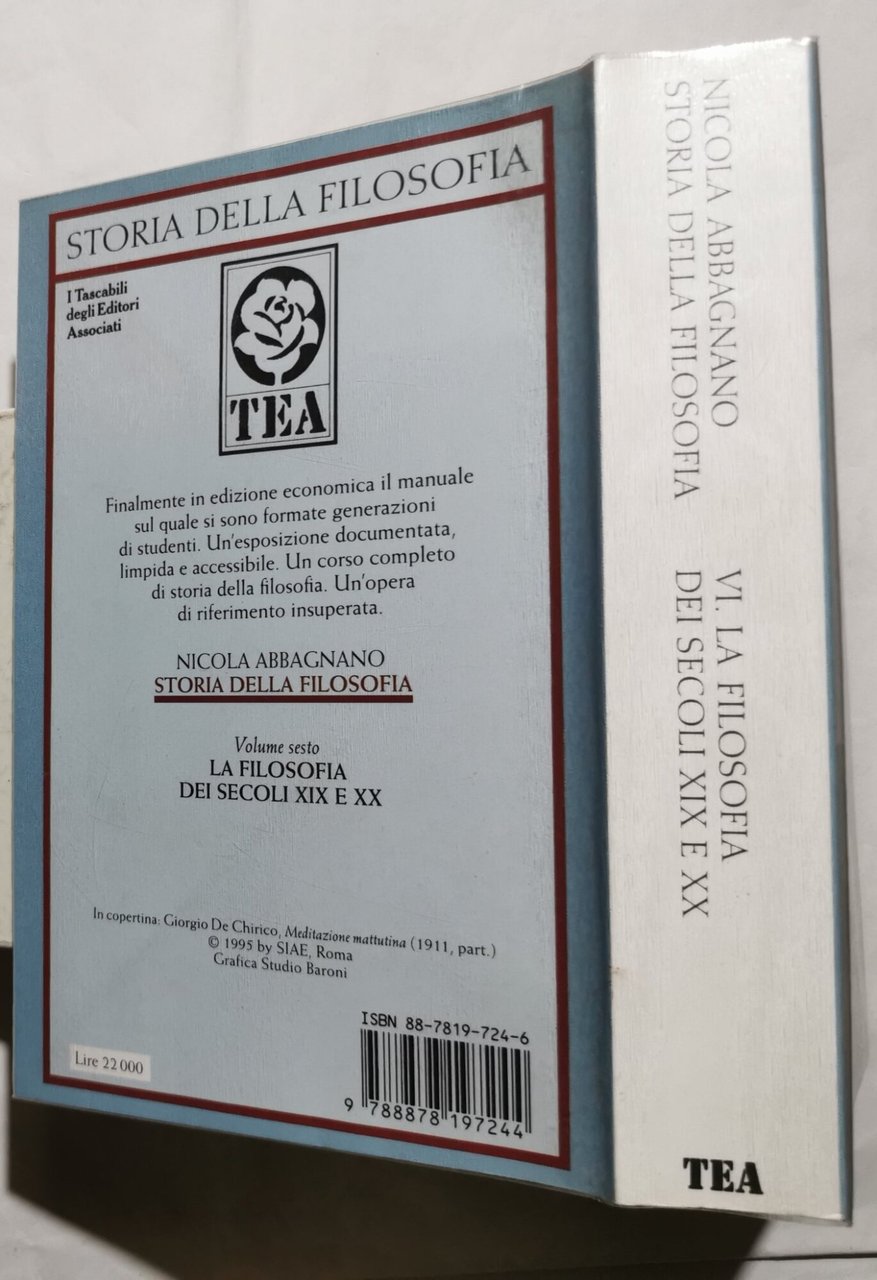 STORIA DELLA FILOSOFIA
I Tascabili
degli Editori
Associati
TEA
Finalmente in edizione economica il manuale
sul quale si sono formate generazioni
di studenti. Un'esposizione documentata,
limpida e accessibile. Un corso completo
di storia della filosofia. Un'opera
di riferimento insuperata.
NICOLA ABBAGNANO
STORIA DELLA FILOSOFIA
Volume sesto
LA FILOSOFIA
DEI SECOLI XIX E XX
In copertina: Giorgio De Chirico, Meditazione mattutina (1911, part.)
© 1995 by SIAE, Roma
Grafica Studio Baroni
Lire 22 000
ISBN 88-7819-724-6
9 788878 197244
NICOLA ABBAGNANO
STORIA DELLA FILOSOFIA
VI. LA FILOSOFIA
DEI SECOLI XIX E XX
TEA